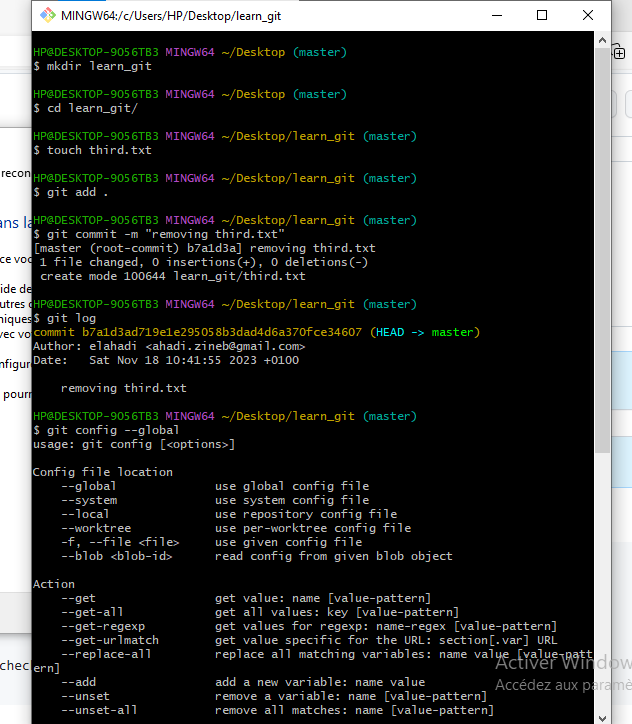 MINGW64:/c/Users/HP/Desktop/learn_git
HP@DESKTOP-9O56TB3 MINGW64 ~/Desktop (master)
$ mkdir learn_git
HP@DESKTOP-9O56TB3 MINGW64 ~/Desktop (master)
$ cd learn_git/
HP@DESKTOP-9O56TB3 MINGW64 ~/Desktop/learn_git (master)
$ touch third.txt
HP@DESKTOP-9O56TB3 MINGW64 ~/Desktop/learn_git (master)
$ git add .
HP@DESKTOP-9O56TB3 MINGW64 ~/Desktop/learn_git (master)
$ git commit -m "removing third.txt"
[master (root-commit) b7a1d3a] removing third.txt
 1 file changed, 0 insertions(+), 0 deletions(-)
 create mode 100644 learn_git/third.txt
HP@DESKTOP-9O56TB3 MINGW64 ~/Desktop/learn_git (master)
$ git log
commit b7a1d3ad719e1e295058b3dad4d6a370fce34607 (HEAD -> master)
Author: elahadi <ahadi.zineb@gmail.com>
Date:   Sat Nov 18 10:41:55 2023 +0100
    removing third.txt
HP@DESKTOP-9O56TB3 MINGW64 ~/Desktop/learn_git (master)
$ git config --global
usage: git config [<options>]
Config file location
    --global              use global config file
    --system              use system config file
    --local               use repository config file
    --worktree            use per-worktree config file
    -f, --file <file>     use given config file
    --blob <blob-id>      read config from given blob object
Action
    --get                 get value: name [value-pattern]
    --get-all             get all values: key [value-pattern]
    --get-regexp          get values for regexp: name-regex [value-pattern]
    --get-urlmatch        get value specific for the URL: section[.var] URL
    --replace-all         replace all matching variables: name value [value-patt
ern]
    --add                 add a new variable: name value
    --unset               remove a variable: name [value-pattern]
    --unset-all           remove all matches: name [value-pattern]
Activer Window
Accédez aux paramè
recon
ans la
ce vo
ide de
utres
niques
vec vo
nfigure
pourr
check